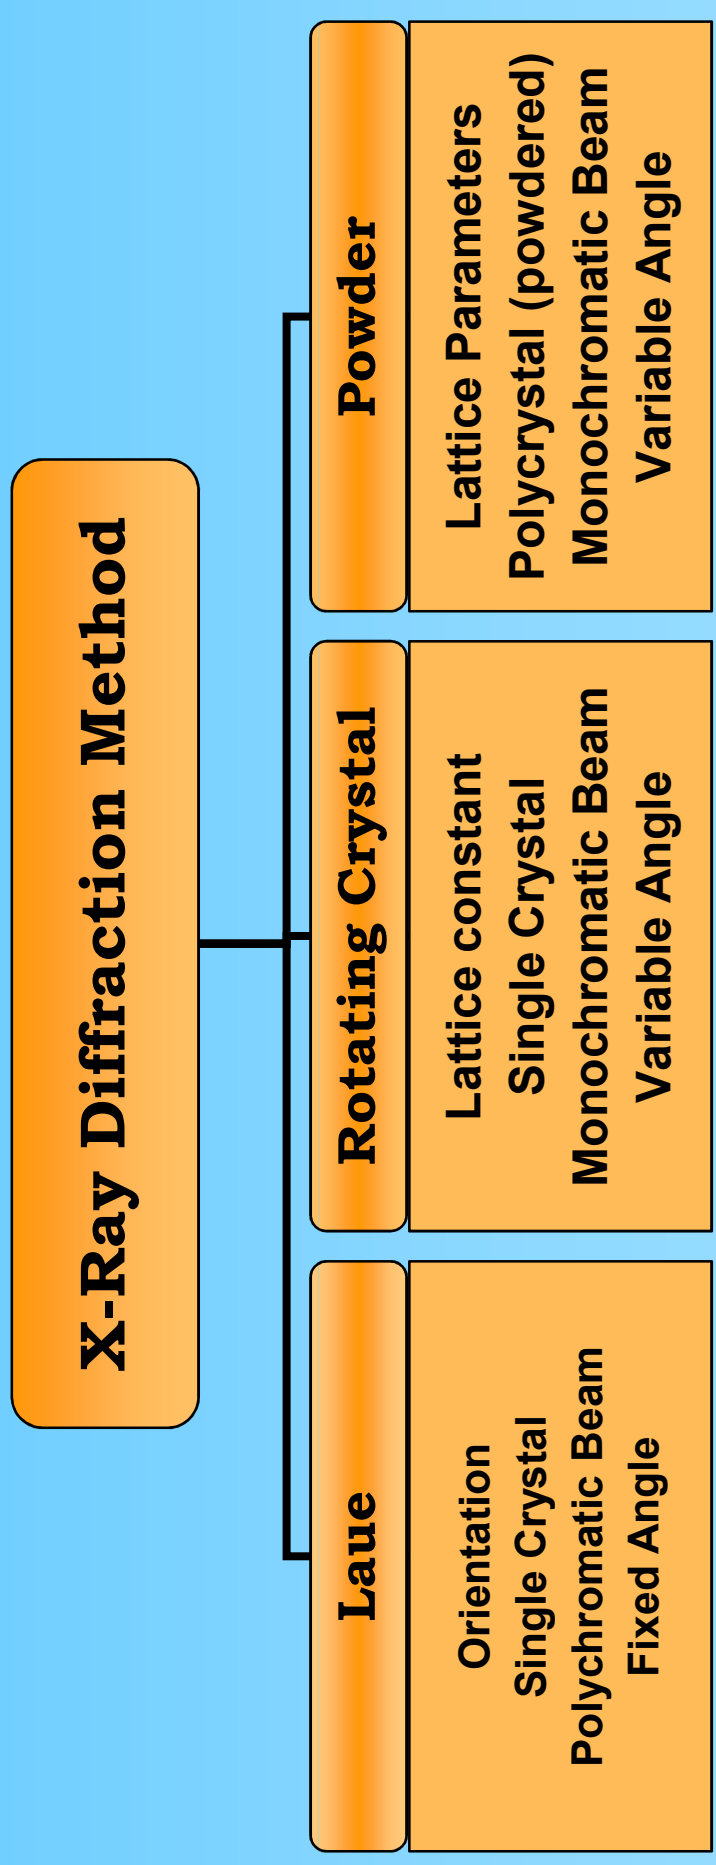 X-Ray Diffraction Method
Laue
Orientation
Single Crystal
Polychromatic Beam
Fixed Angle
Rotating Crystal
Lattice constant
Single Crystal
Monochromatic Beam
Variable Angle
Powder
Lattice Parameters
Polycrystal (powdered)
Monochromatic Beam
Variable Angle